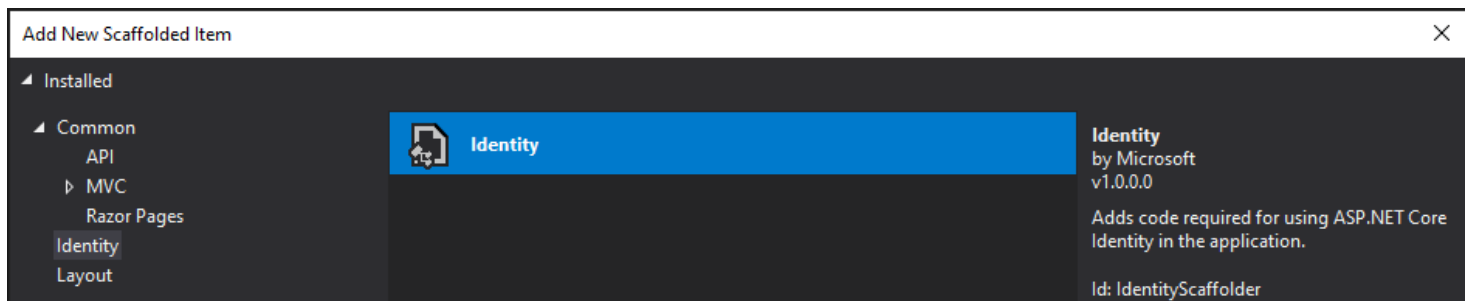 Add New Scaffolded Item
Installed
Common
API
MVC
Razor Pages
Identity
Layout
Identity
Identity
by Microsoft
v1.0.0.0
Adds code required for using ASP.NET Core
Identity in the application.
Id: IdentityScaffolder